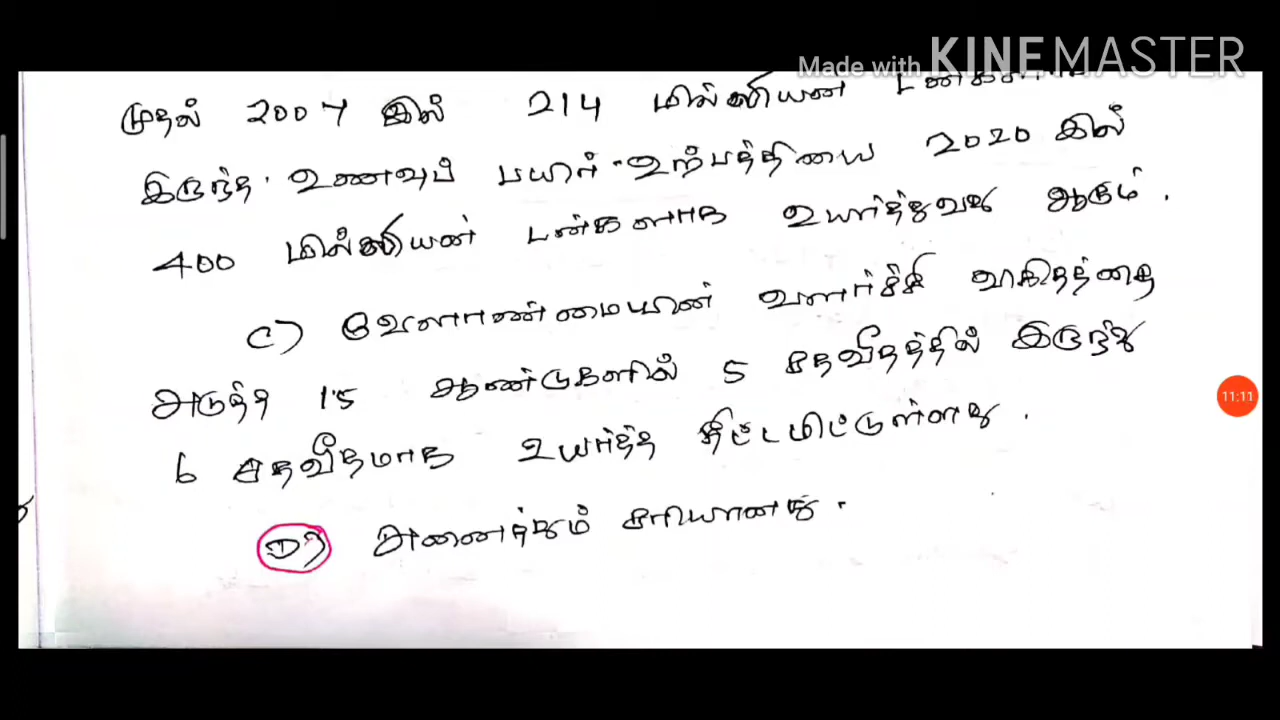 Made with KINEMASTER
முதல் 2007 இல் 214 மில்லியன் டன்களாக
இருந்த உணவுப் பயிர் உற்பத்தியை 2020 இல்
400 மில்லியன் டன்களாக உயர்த்துவது ஆகும்.
C) வேளாண்மையின் வளர்ச்சி வாகிதத்தை
அடுத்த 15 ஆண்டுகளில் 5 சதவீதத்தில் இருந்து
11:11
6 சதவீதமாக உயர்த்த திட்டமிட்டுள்ளது.
D) அனைத்தும் சரியானது.